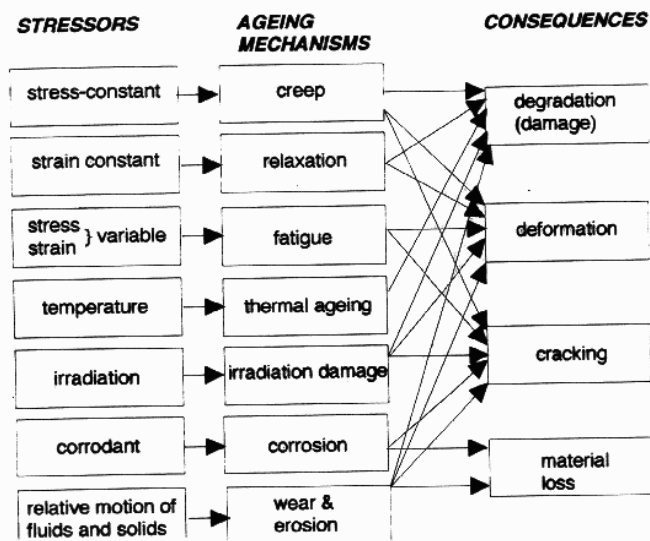 STRESSORS
AGEING
MECHANISMS
CONSEQUENCES
stress-constant
creep
degradation
(damage)
strain constant
relaxation
stress
strain } variable
fatigue
deformation
temperature
thermal ageing
irradiation
irradiation damage
cracking
corrodant
corrosion
material
loss
relative motion of
fluids and solids
wear &
erosion